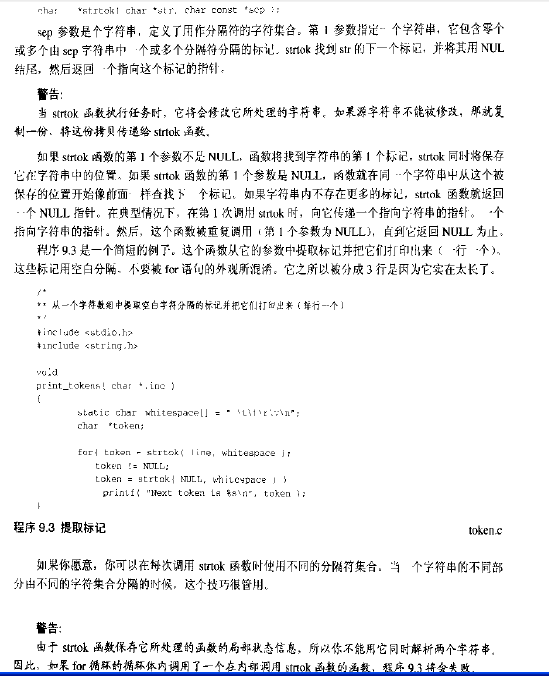 char *strtok( char *str, char const *sep );
sep 参数是个字符串，定义了用作分隔符的字符集合。第 1 参数指定一个字符串，它包含零个
或多个由 sep 字符串中一个或多个分隔符分隔的标记。strtok 找到 str 的下一个标记，并将其用 NUL
结尾，然后返回一个指向这个标记的指针。
警告：
当 strtok 函数执行任务时，它将会修改它所处理的字符串。如果源字符串不能被修改，那就复
制一份，将这份拷贝传递给 strtok 函数。
如果 strtok 函数的第 1 个参数不是 NULL，函数将找到字符串的第 1 个标记，strtok 同时将保存
它在字符串中的位置。如果 strtok 函数的第 1 个参数是 NULL，函数就在同一个字符串中从这个被
保存的位置开始像前面一样查找下一个标记。如果字符串内不存在更多的标记，strtok 函数就返回
一个 NULL 指针。在典型情况下，在第 1 次调用 strtok 时，向它传递一个指向字符串的指针。一个
指向字符串的指针。然后，这个函数被重复调用（第 1 个参数为 NULL），直到它返回 NULL 为止。
程序 9.3 是一个简短的例子。这个函数从它的参数中提取标记并把它们打印出来（一行一个）。
这些标记用空白分隔。不要被 for 语句的外观所混淆。它之所以被分成 3 行是因为它实在太长了。
/*
** 从一个字符数组中提取空白字符分隔的标记并把它们打印出来（每行一个）
*/
#include <stdio.h>
#include <string.h>
void
print_tokens( char *line )
{
static char whitespace[] = " \t\f\r\v\n";
char *token;
for( token = strtok( line, whitespace );
token != NULL;
token = strtok( NULL, whitespace ) )
printf( "Next token is %s\n", token );
}
程序 9.3 提取标记 token.c
如果你愿意，你可以在每次调用 strtok 函数时使用不同的分隔符集合。当一个字符串的不同部
分由不同的字符集合分隔的时候，这个技巧很管用。
警告：
由于 strtok 函数保存它所处理的函数的局部状态信息，所以你不能用它同时解析两个字符串。
因此，如果 for 循环的循环体内调用了一个在内部调用 strtok 函数的函数，程序 9.3 将会失败。